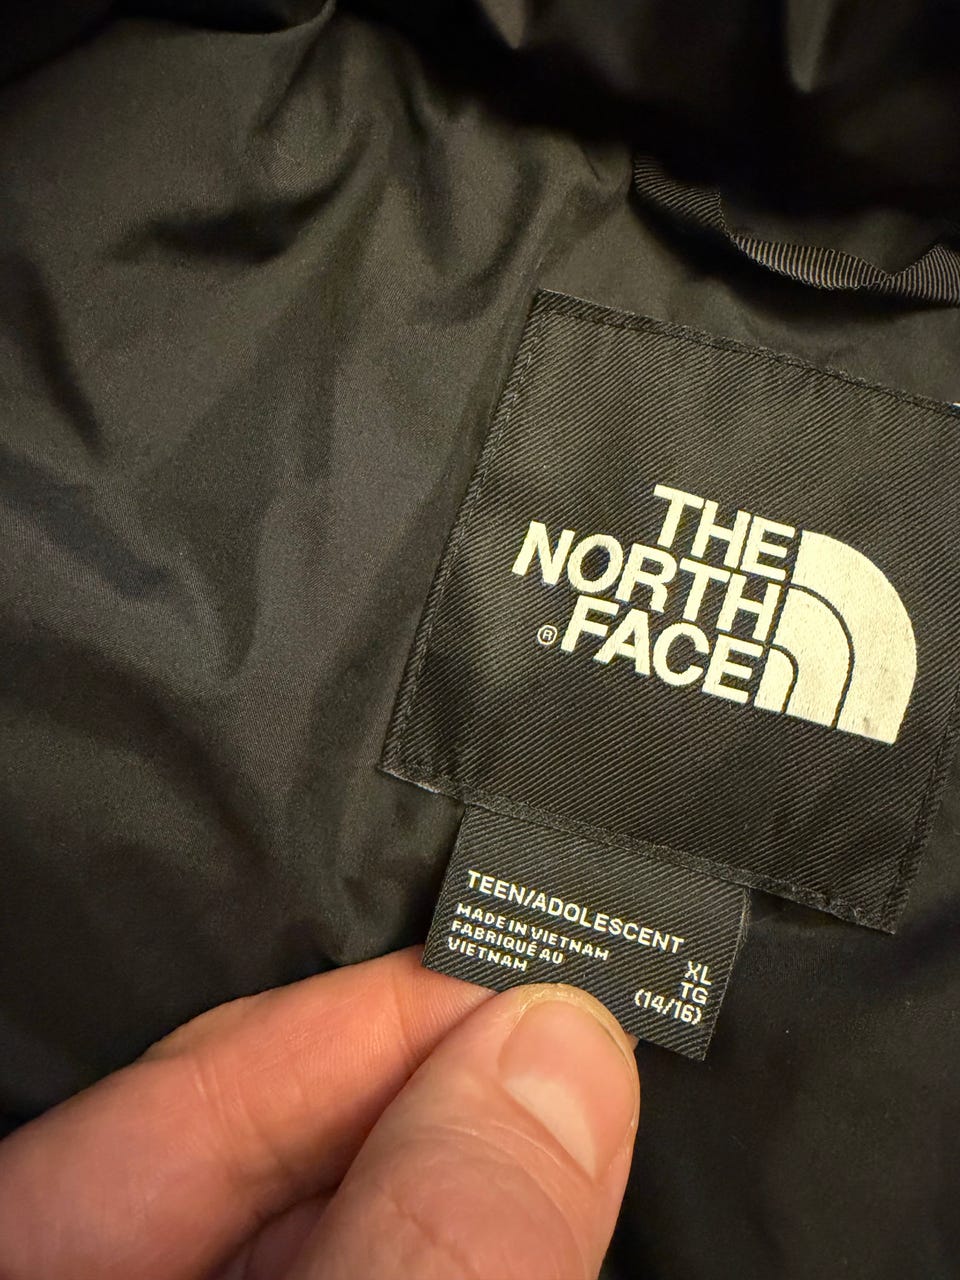 THE
NORTH
® FACE
TEEN/ADOLESCENT
MADE IN VIETNAM
FABRIQUÉ AU
VIETNAM
XL
TG
(14/16)